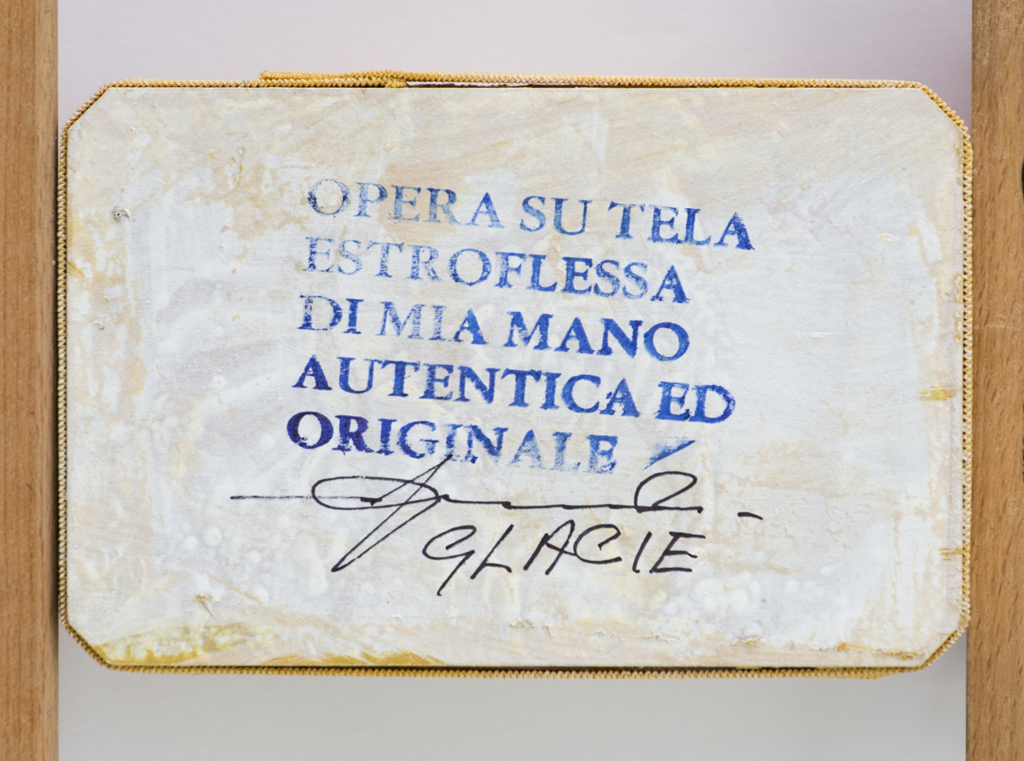 OPERA SU TELA
ESTROFLESSA
DI MIA MANO
AUTENTICA ED
ORIGINALE
GLACIE